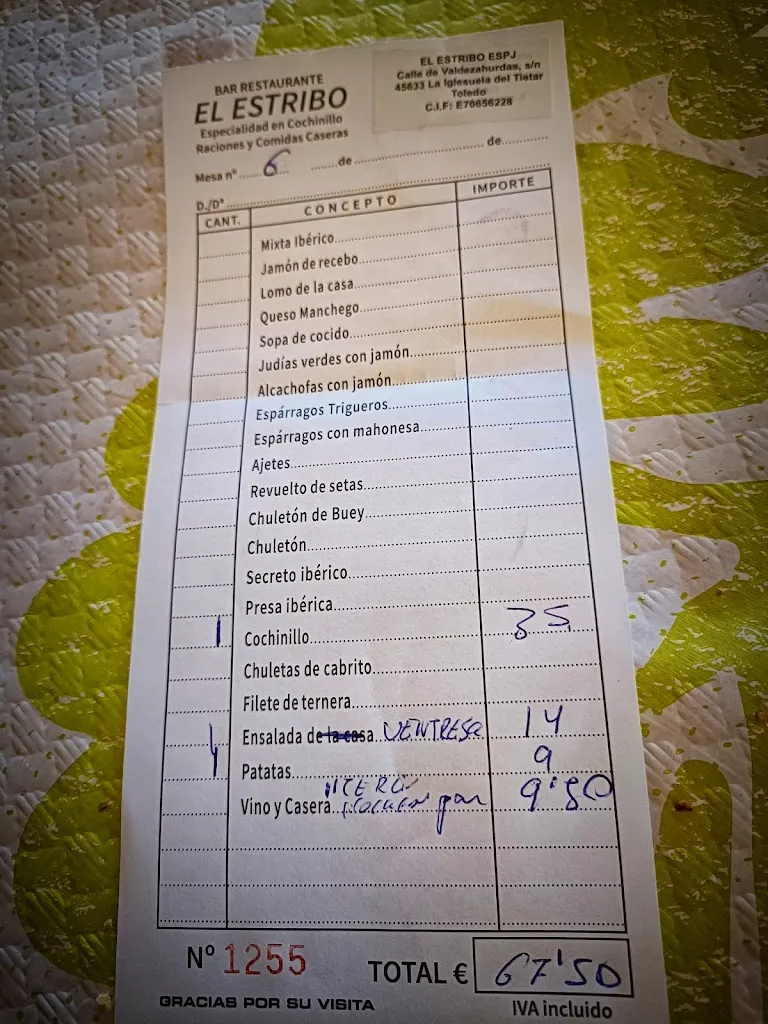 BAR RESTAURANTE
EL ESTRIBO
Especialidad en Cochinillo
Raciones y Comidas Caseras
EL ESTRIBO ESPJ
Calle de Valdezahurdas, s/n
45633 La Iglesuela del Tietar
Toledo
C.I.F: E70656228
Mesa nº ...... 6 ...... de .............................. de............
D./Dª
CANT. CONCEPTO IMPORTE
Mixta Ibérico
Jamón de recebo
Lomo de la casa
Queso Manchego
Sopa de cocido
Judías verdes con jamón
Alcachofas con jamón
Espárragos Trigueros
Espárragos con mahonesa
Ajetes
Revuelto de setas
Chuletón de Buey
Chuletón
Secreto ibérico
Presa ibérica
1 Cochinillo 35
Chuletas de cabrito
Filete de ternera
1 Ensalada de la casa VENTRESA 14
1 Patatas 9
Vino y Casera pan 9'50
Nº 1255 TOTAL € 67'50
GRACIAS POR SU VISITA IVA incluido